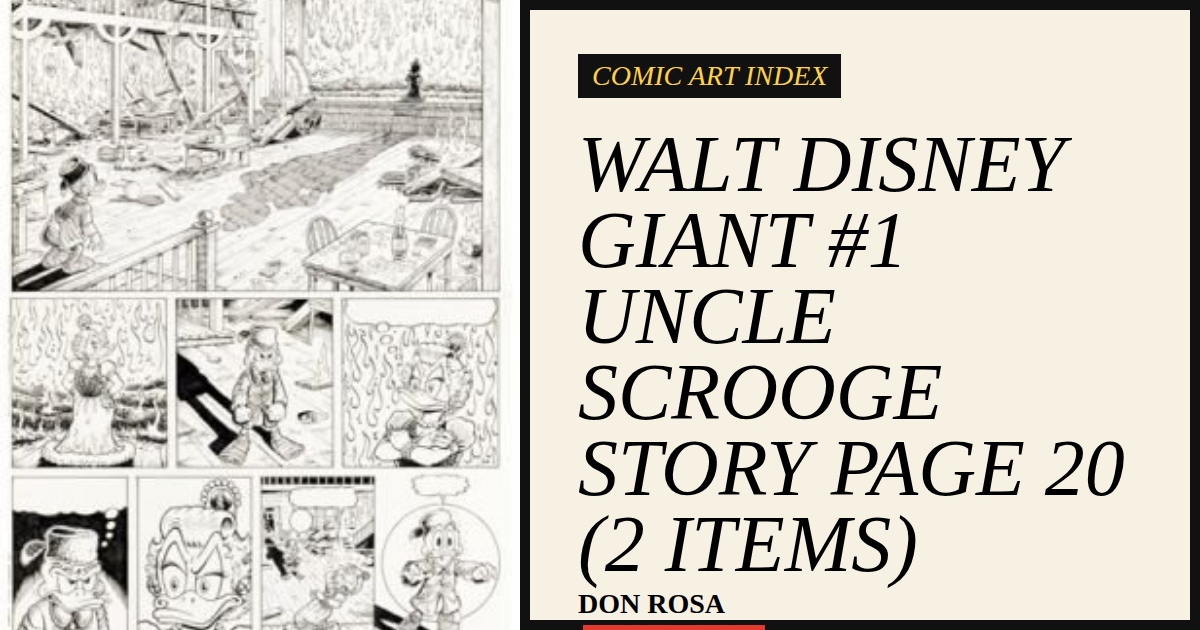 COMIC ART INDEX
WALT DISNEY
GIANT #1
UNCLE
SCROOGE
STORY PAGE 20
(2 ITEMS)
DON ROSA